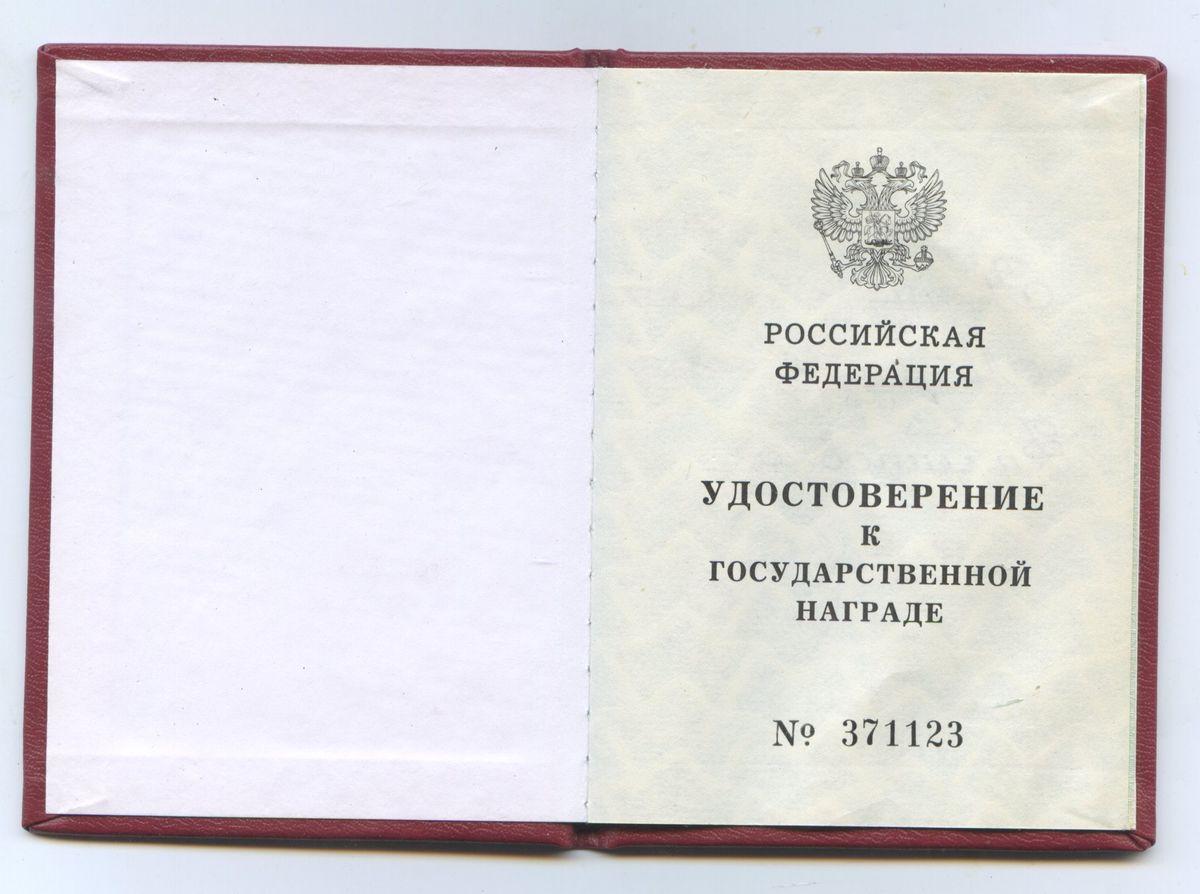 РОССИЙСКАЯ
ФЕДЕРАЦИЯ
УДОСТОВЕРЕНИЕ
К
ГОСУДАРСТВЕННОЙ
НАГРАДЕ
№ 371123